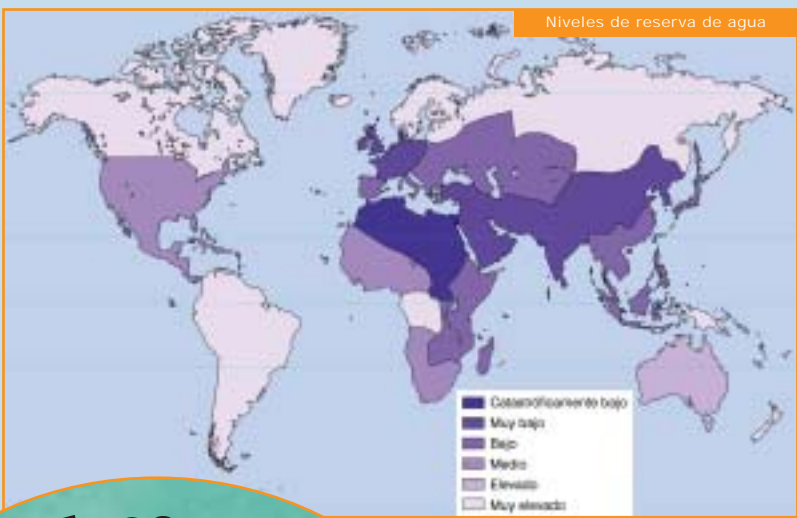 Niveles de reserva de agua
Catastróficamente bajo
Muy bajo
Bajo
Medio
Elevado
Muy elevado